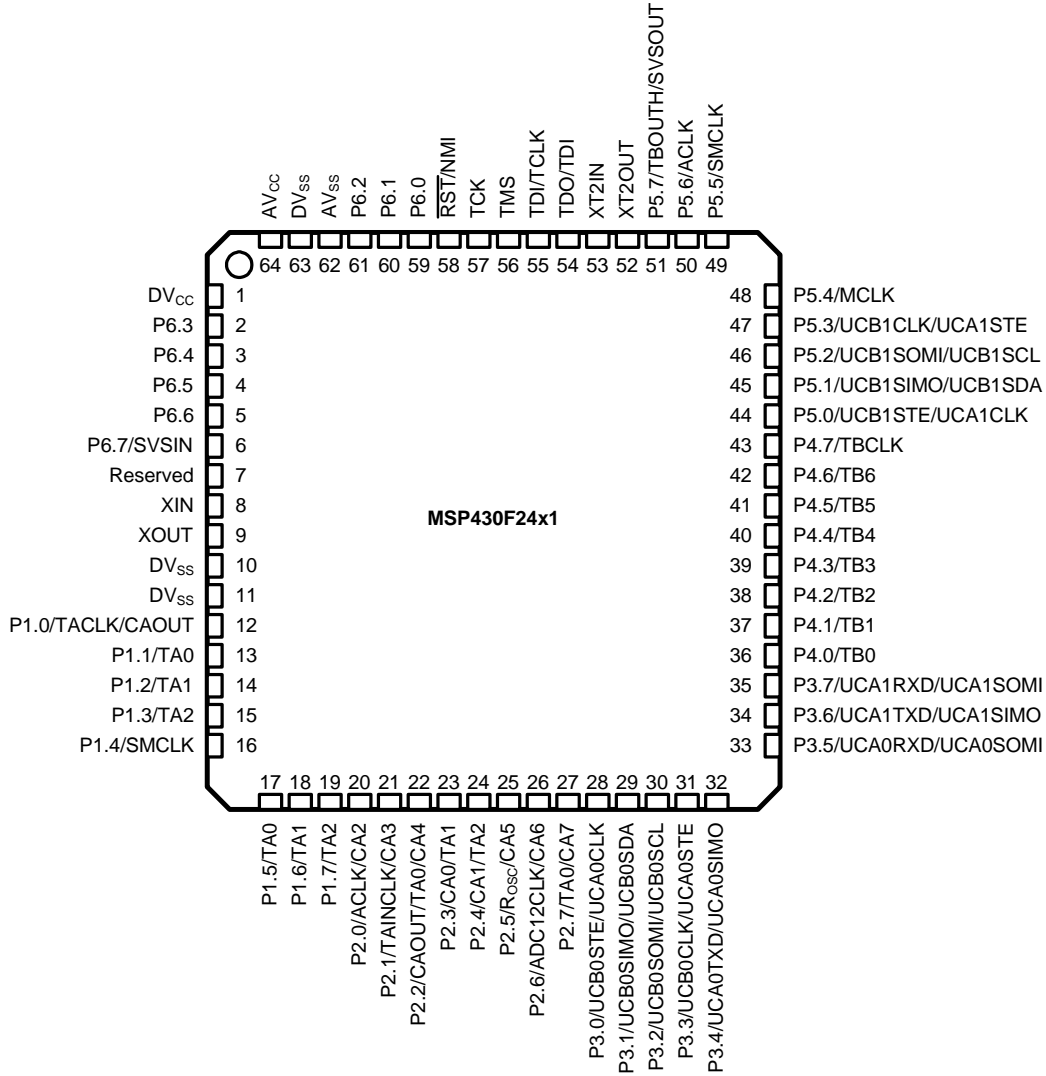 AVCC
DVSS
AVSS
P6.2
P6.1
P6.0
RST/NMI
TCK
TMS
TDI/TCLK
TDO/TDI
XT2IN
XT2OUT
P5.7/TBOUTH/SVSOUT
P5.6/ACLK
P5.5/SMCLK
64 63 62 61 60 59 58 57 56 55 54 53 52 51 50 49
DVCC 1
P6.3 2
P6.4 3
P6.5 4
P6.6 5
P6.7/SVSIN 6
Reserved 7
XIN 8
XOUT 9
DVSS 10
DVSS 11
P1.0/TACLK/CAOUT 12
P1.1/TA0 13
P1.2/TA1 14
P1.3/TA2 15
P1.4/SMCLK 16
MSP430F24x1
48 P5.4/MCLK
47 P5.3/UCB1CLK/UCA1STE
46 P5.2/UCB1SOMI/UCB1SCL
45 P5.1/UCB1SIMO/UCB1SDA
44 P5.0/UCB1STE/UCA1CLK
43 P4.7/TBCLK
42 P4.6/TB6
41 P4.5/TB5
40 P4.4/TB4
39 P4.3/TB3
38 P4.2/TB2
37 P4.1/TB1
36 P4.0/TB0
35 P3.7/UCA1RXD/UCA1SOMI
34 P3.6/UCA1TXD/UCA1SIMO
33 P3.5/UCA0RXD/UCA0SOMI
17 18 19 20 21 22 23 24 25 26 27 28 29 30 31 32
P1.5/TA0
P1.6/TA1
P1.7/TA2
P2.0/ACLK/CA2
P2.1/TAINCLK/CA3
P2.2/CAOUT/TA0/CA4
P2.3/CA0/TA1
P2.4/CA1/TA2
P2.5/ROSC/CA5
P2.6/ADC12CLK/CA6
P2.7/TA0/CA7
P3.0/UCB0STE/UCA0CLK
P3.1/UCB0SIMO/UCB0SDA
P3.2/UCB0SOMI/UCB0SCL
P3.3/UCB0CLK/UCA0STE
P3.4/UCA0TXD/UCA0SIMO